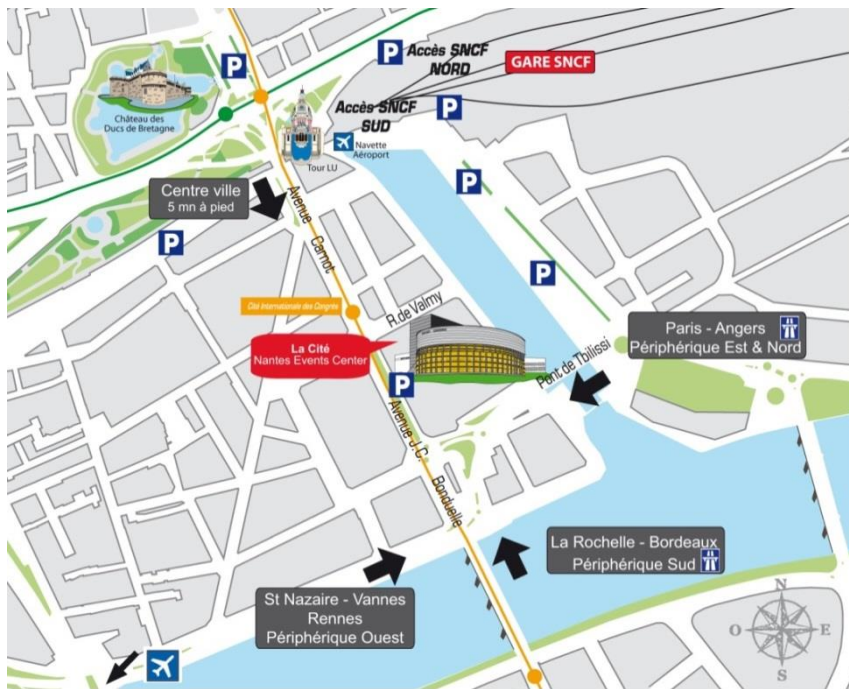 P
P
Accès SNCF
NORD
GARE SNCF
Château des
Ducs de Bretagne
Accès SNCF
SUD
P
Navette
Aéroport
Tour LU
Centre ville
5 mn à pied
P
P
P
Avenue Carnot
Cité Internationale des Congrès
R.de Valmy
La Cité
Nantes Events Center
P
Paris - Angers
Périphérique Est & Nord
Pont de Tbilissi
Avenue J.C. Bonduelle
La Rochelle - Bordeaux
Périphérique Sud
St Nazaire - Vannes
Rennes
Périphérique Ouest
N
O
E
S